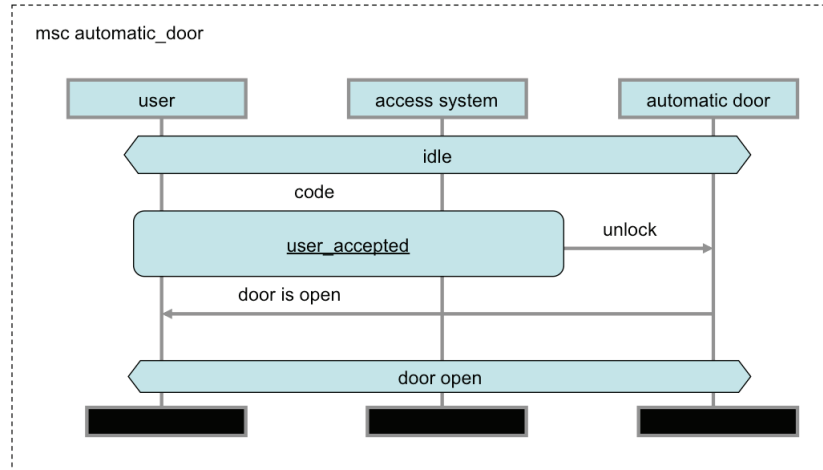 msc automatic_door
user
access system
automatic door
idle
code
user_accepted
unlock
door is open
door open